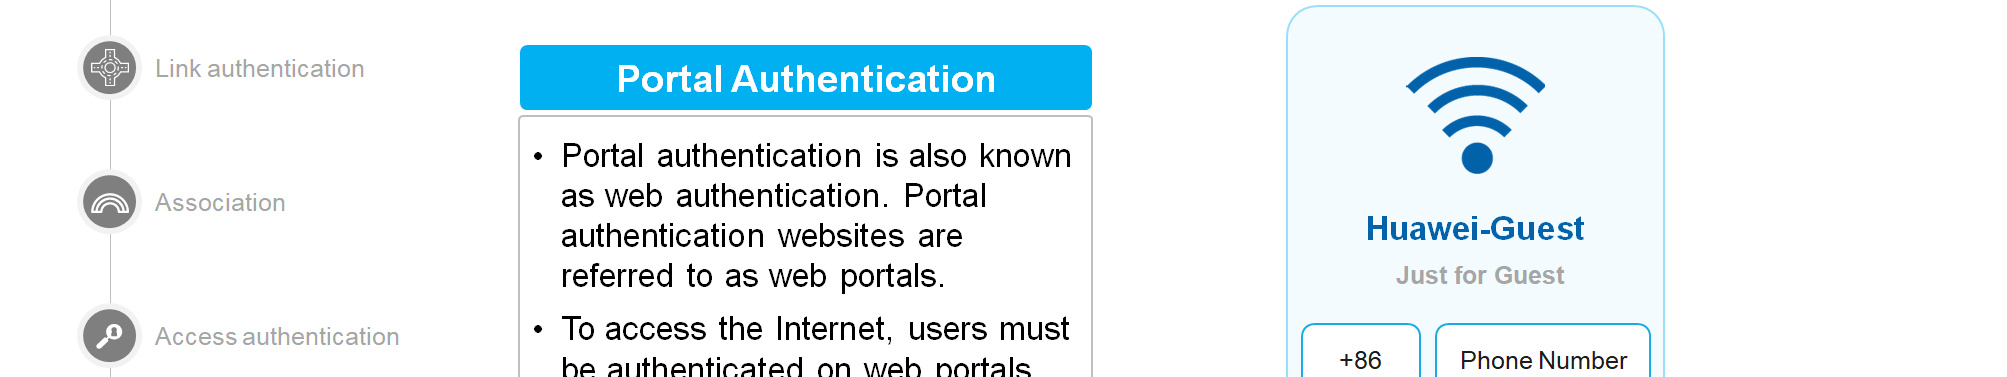 Link authentication
Association
Access authentication
Portal Authentication
• Portal authentication is also known
as web authentication. Portal
authentication websites are
referred to as web portals.
• To access the Internet, users must
be authenticated on web portals
Huawei-Guest
Just for Guest
+86
Phone Number